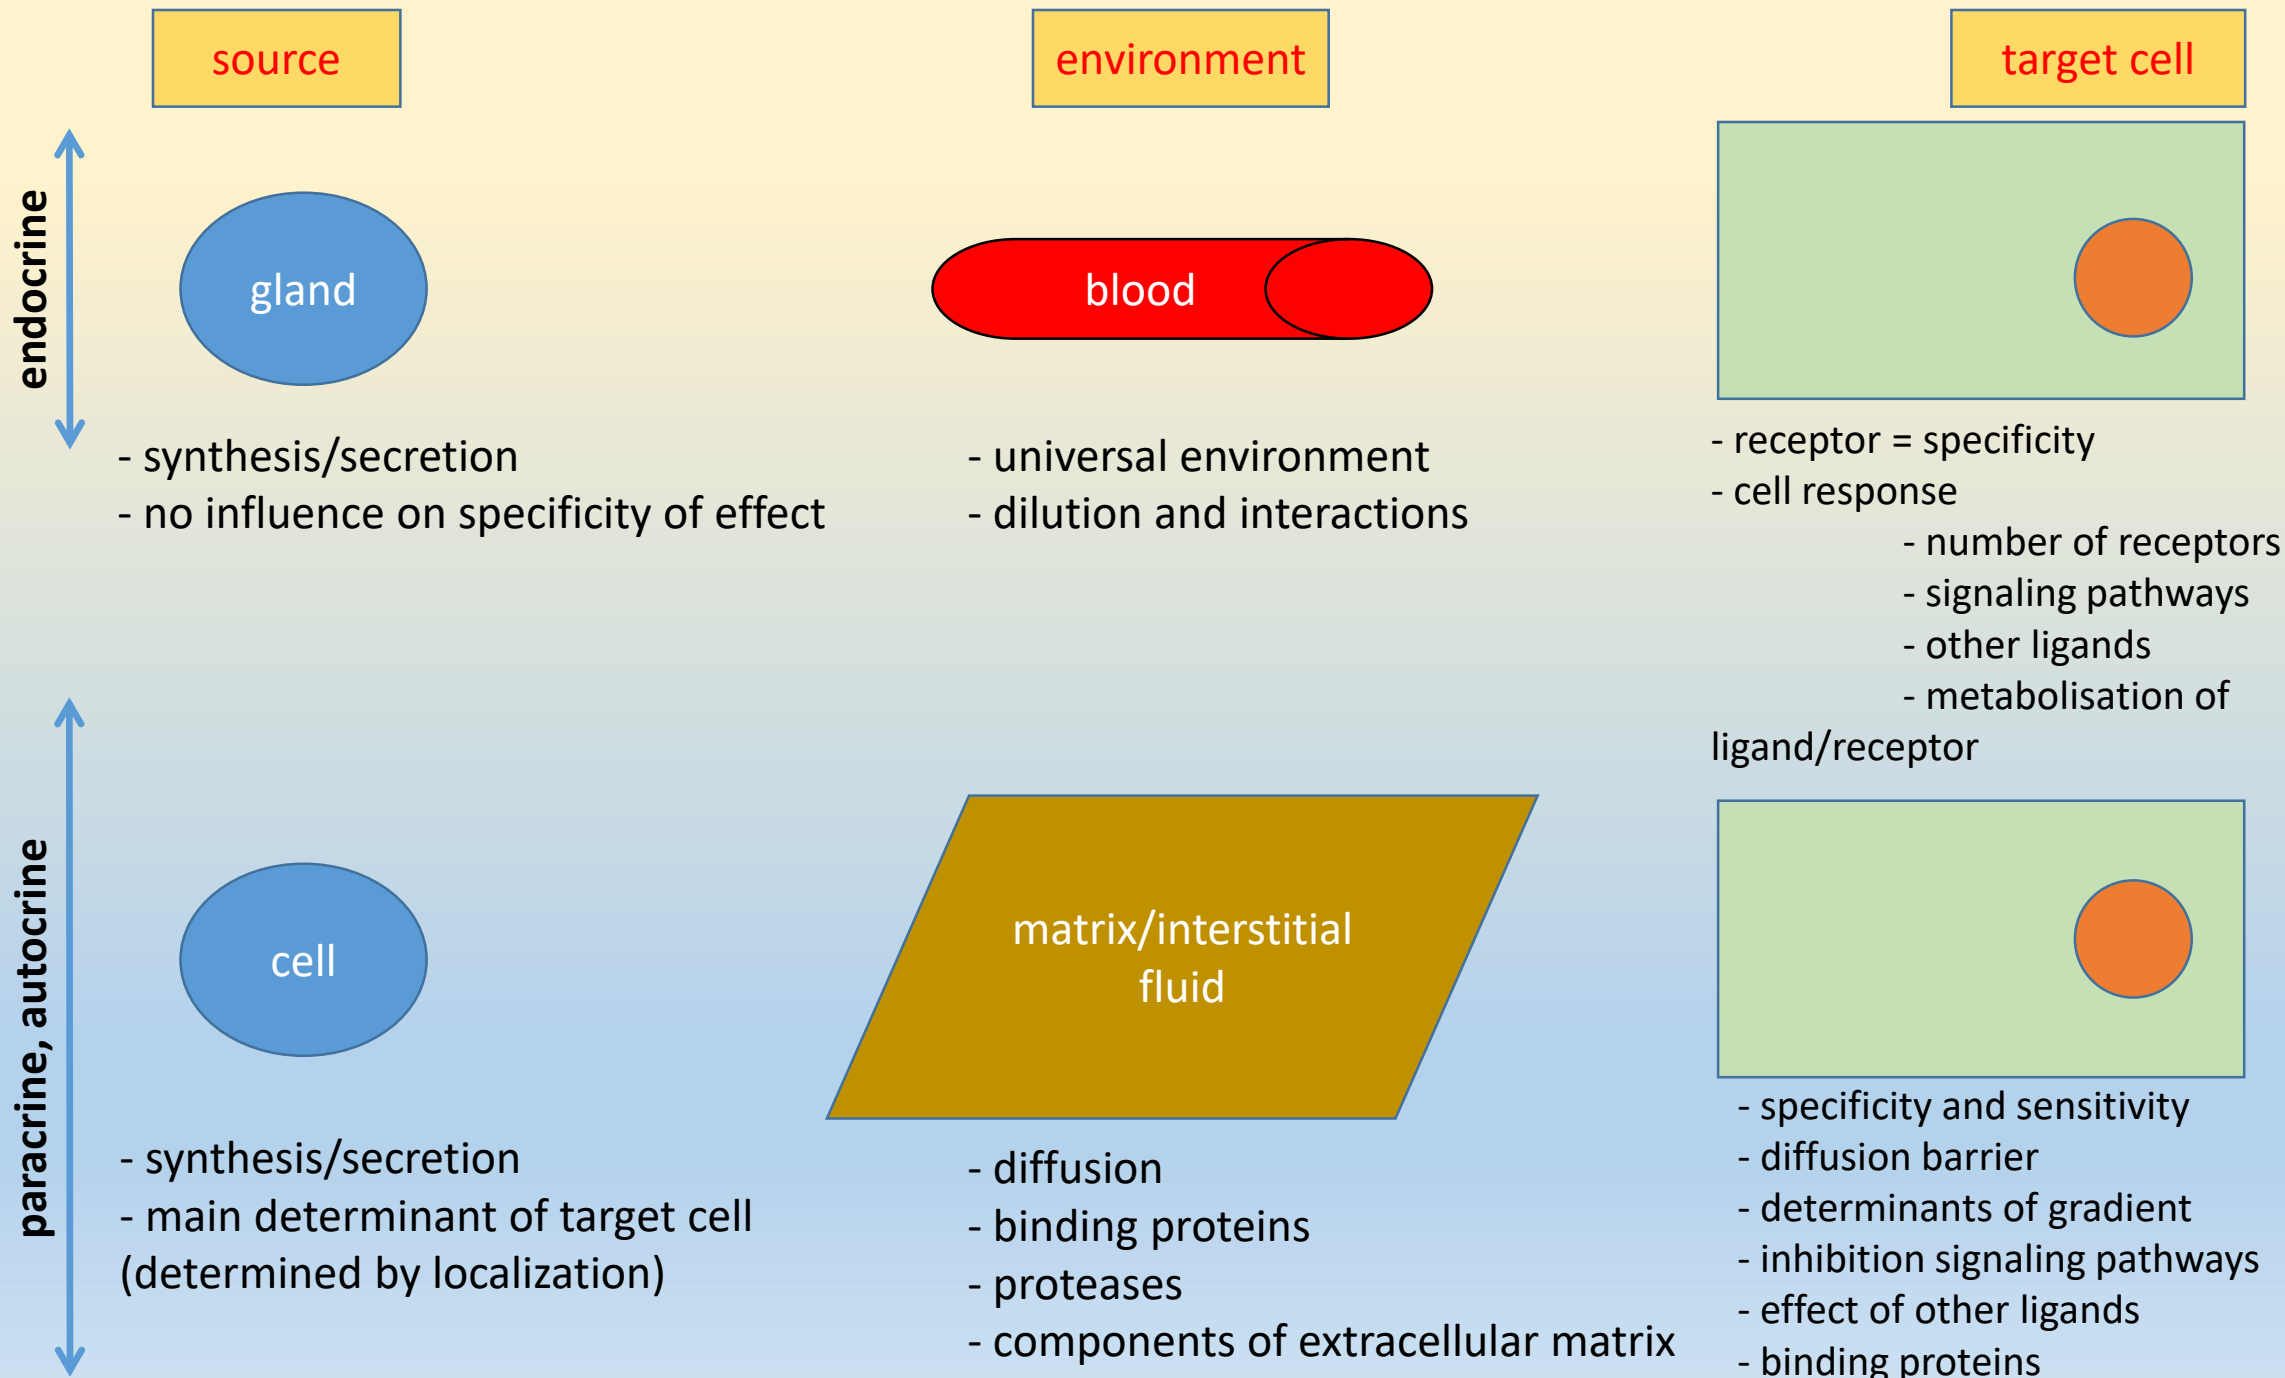 source
environment
target cell
endocrine
gland
blood
- synthesis/secretion
- no influence on specificity of effect
- universal environment
- dilution and interactions
- receptor = specificity
- cell response
- number of receptors
- signaling pathways
- other ligands
- metabolisation of
ligand/receptor
paracrine, autocrine
cell
matrix/interstitial
fluid
- synthesis/secretion
- main determinant of target cell
(determined by localization)
- diffusion
- binding proteins
- proteases
- components of extracellular matrix
- specificity and sensitivity
- diffusion barrier
- determinants of gradient
- inhibition signaling pathways
- effect of other ligands
- binding proteins